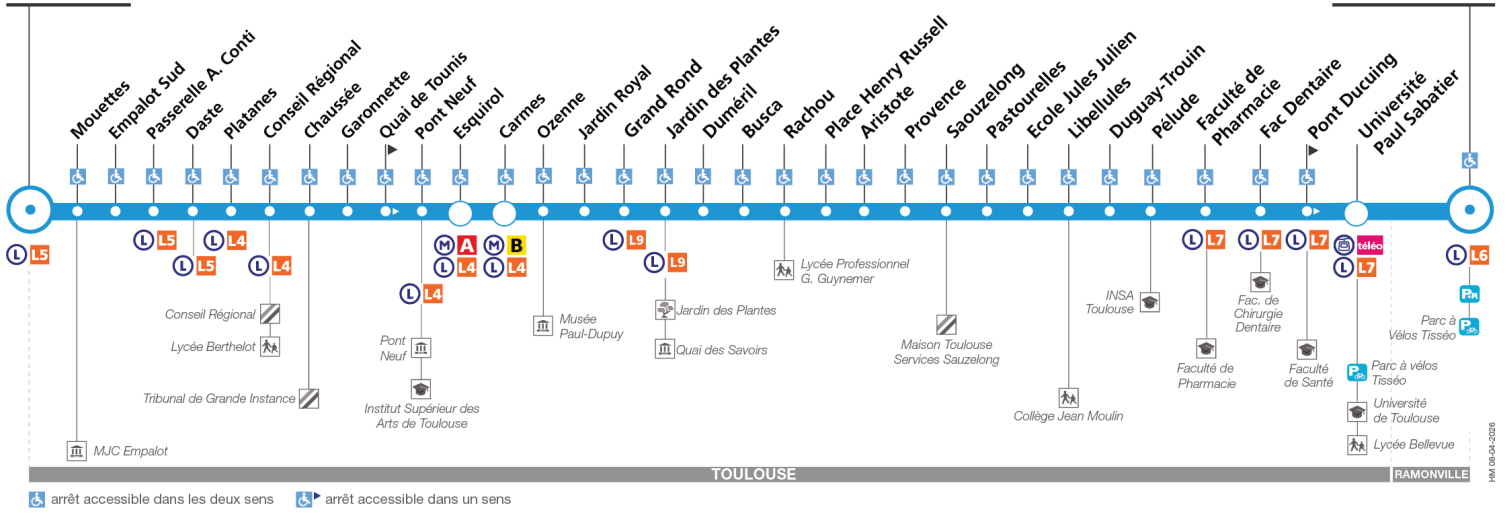 Mouettes
Empalot Sud
Passerelle A. Conti
Daste
Platanes
Conseil Régional
Chaussée
Garonnette
Quai de Tounis
Pont Neuf
Esquirol
Carmes
Ozenne
Jardin Royal
Grand Rond
Jardin des Plantes
Duméril
Busca
Rachou
Place Henry Russell
Aristote
Provence
Saouzelong
Pastourelles
Ecole Jules Julien
Libellules
Duguay-Trouin
Pélude
Faculté de
Pharmacie
Fac Dentaire
Pont Ducuing
Université
Paul Sabatier
L L5
L L5
L L5
L L4
L L4
L L4
M A
L L4
M B
L L4
L L9
L L9
L L7
L L7
L L7
téléo
L L7
L L6
P+R
Conseil Régional
Lycée Berthelot
Tribunal de Grande Instance
MJC Empalot
Pont
Neuf
Institut Supérieur des
Arts de Toulouse
Musée
Paul-Dupuy
Jardin des Plantes
Quai des Savoirs
Lycée Professionnel
G. Guynemer
Maison Toulouse
Services Sauzelong
Collège Jean Moulin
INSA
Toulouse
Faculté de
Pharmacie
Fac. de
Chirurgie
Dentaire
Faculté
de Santé
P
Parc à vélos
Tisséo
Université
de Toulouse
Lycée Bellevue
Parc à
Vélos Tisséo
P
TOULOUSE
RAMONVILLE
HM 08-04-2026
arrêt accessible dans les deux sens
arrêt accessible dans un sens